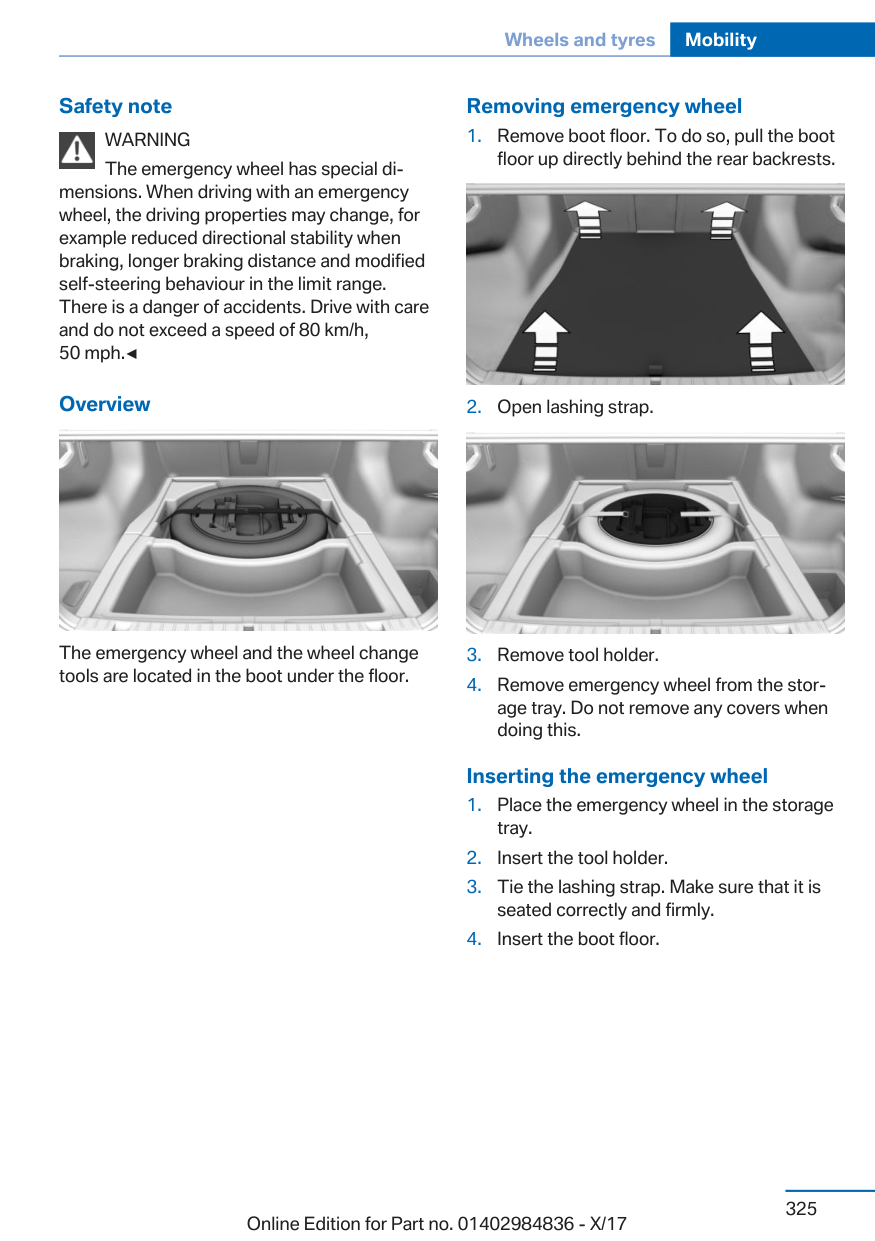 Wheels and tyres Mobility
Safety note
WARNING
The emergency wheel has special di-
mensions. When driving with an emergency
wheel, the driving properties may change, for
example reduced directional stability when
braking, longer braking distance and modified
self-steering behaviour in the limit range.
There is a danger of accidents. Drive with care
and do not exceed a speed of 80 km/h,
50 mph.◄
Overview
The emergency wheel and the wheel change
tools are located in the boot under the floor.
Removing emergency wheel
1. Remove boot floor. To do so, pull the boot
floor up directly behind the rear backrests.
2. Open lashing strap.
3. Remove tool holder.
4. Remove emergency wheel from the stor-
age tray. Do not remove any covers when
doing this.
Inserting the emergency wheel
1. Place the emergency wheel in the storage
tray.
2. Insert the tool holder.
3. Tie the lashing strap. Make sure that it is
seated correctly and firmly.
4. Insert the boot floor.
325
Online Edition for Part no. 01402984836 - X/17